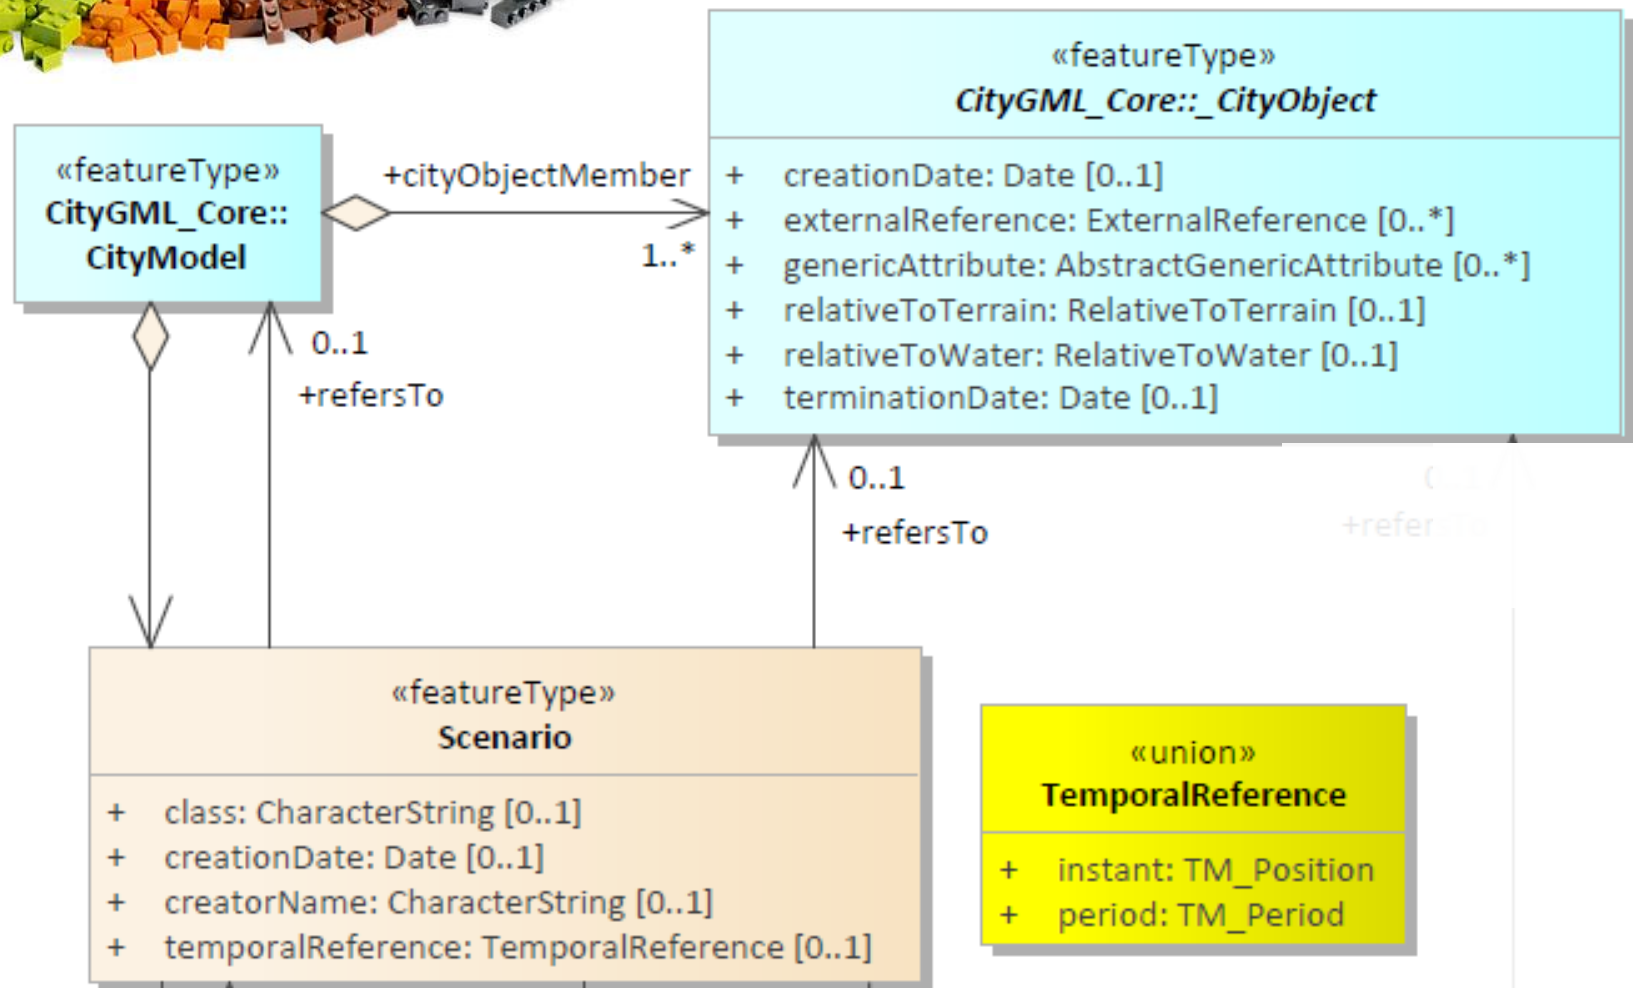 «featureType»
CityGML_Core::_CityObject
+ creationDate: Date [0..1]
+ externalReference: ExternalReference [0..*]
+ genericAttribute: AbstractGenericAttribute [0..*]
+ relativeToTerrain: RelativeToTerrain [0..1]
+ relativeToWater: RelativeToWater [0..1]
+ terminationDate: Date [0..1]
«featureType»
CityGML_Core::
CityModel
+cityObjectMember
1..*
0..1
+refersTo
0..1
+refersTo
«featureType»
Scenario
+ class: CharacterString [0..1]
+ creationDate: Date [0..1]
+ creatorName: CharacterString [0..1]
+ temporalReference: TemporalReference [0..1]
«union»
TemporalReference
+ instant: TM_Position
+ period: TM_Period